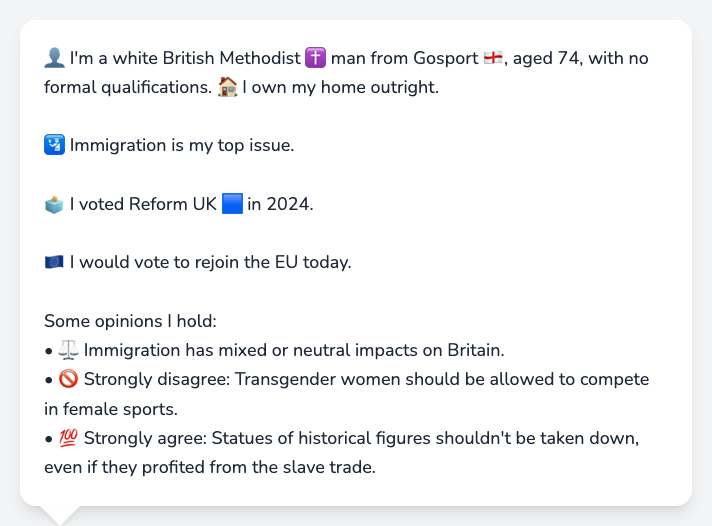 👤 I'm a white British Methodist ✝️ man from Gosport 🏴󠁧󠁢󠁥󠁮󠁧󠁿, aged 74, with no
formal qualifications. 🏠 I own my home outright.
🛂 Immigration is my top issue.
🗳️ I voted Reform UK 🟦 in 2024.
🇪🇺 I would vote to rejoin the EU today.
Some opinions I hold:
• ⚖️ Immigration has mixed or neutral impacts on Britain.
• 🚫 Strongly disagree: Transgender women should be allowed to compete
in female sports.
• 💯 Strongly agree: Statues of historical figures shouldn't be taken down,
even if they profited from the slave trade.